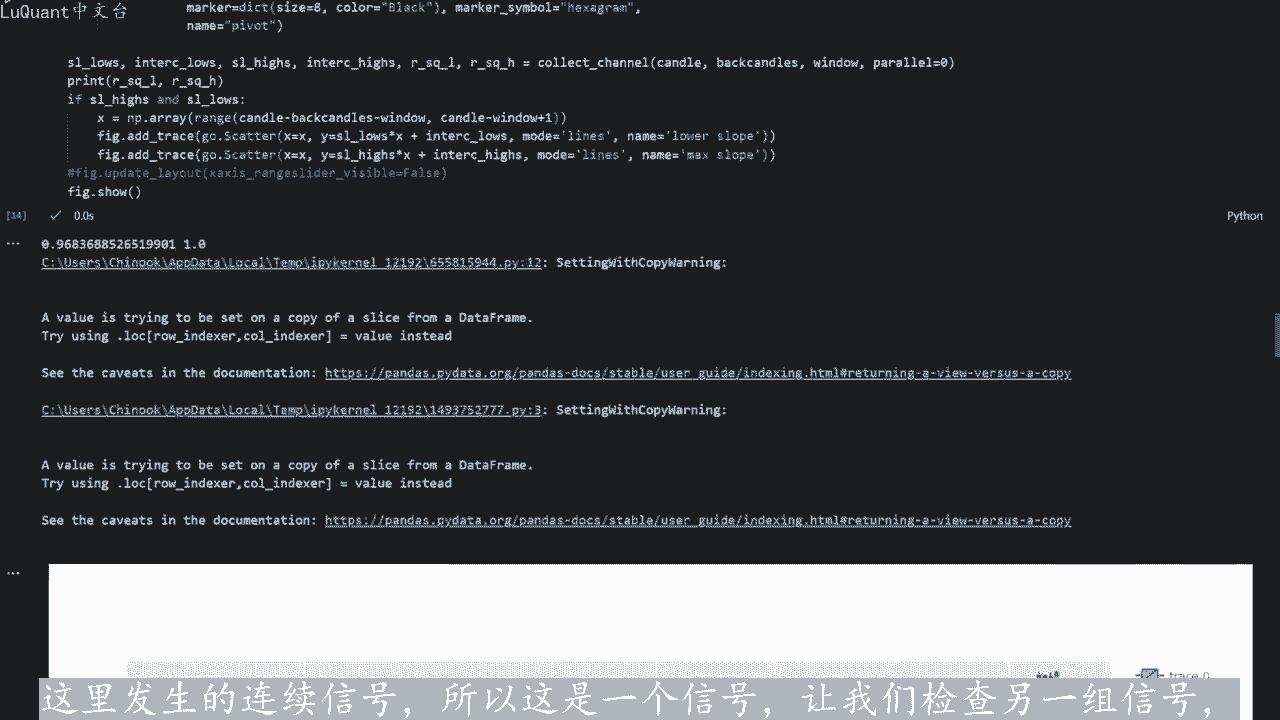 LuQuant中文台
marker=dict(size=8, color="Black"), marker_symbol="hexagram",
name="pivot")
sl_lows, interc_lows, sl_highs, interc_highs, r_sq_l, r_sq_h = collect_channel(candle, backcandles, window, parallel=0)
print(r_sq_l, r_sq_h)
if sl_highs and sl_lows:
x = np.array(range(candle-backcandles-window, candle-window+1))
fig.add_trace(go.Scatter(x=x, y=sl_lows*x + interc_lows, mode='lines', name='lower slope'))
fig.add_trace(go.Scatter(x=x, y=sl_highs*x + interc_highs, mode='lines', name='max slope'))
#fig.update_layout(xaxis_rangeslider_visible=False)
fig.show()
[14] ✓ 0.0s Python
... 0.9683688526519901 1.0
C:\Users\Chinook\AppData\Local\Temp\ipykernel_12192\655815944.py:12: SettingWithCopyWarning:
A value is trying to be set on a copy of a slice from a DataFrame.
Try using .loc[row_indexer,col_indexer] = value instead
See the caveats in the documentation: https://pandas.pydata.org/pandas-docs/stable/user_guide/indexing.html#returning-a-view-versus-a-copy
C:\Users\Chinook\AppData\Local\Temp\ipykernel_12192\1493752777.py:3: SettingWithCopyWarning:
A value is trying to be set on a copy of a slice from a DataFrame.
Try using .loc[row_indexer,col_indexer] = value instead
See the caveats in the documentation: https://pandas.pydata.org/pandas-docs/stable/user_guide/indexing.html#returning-a-view-versus-a-copy
...
trace 0
这里发生的连续信号，所以这是一个信号，让我们检查另一组信号，